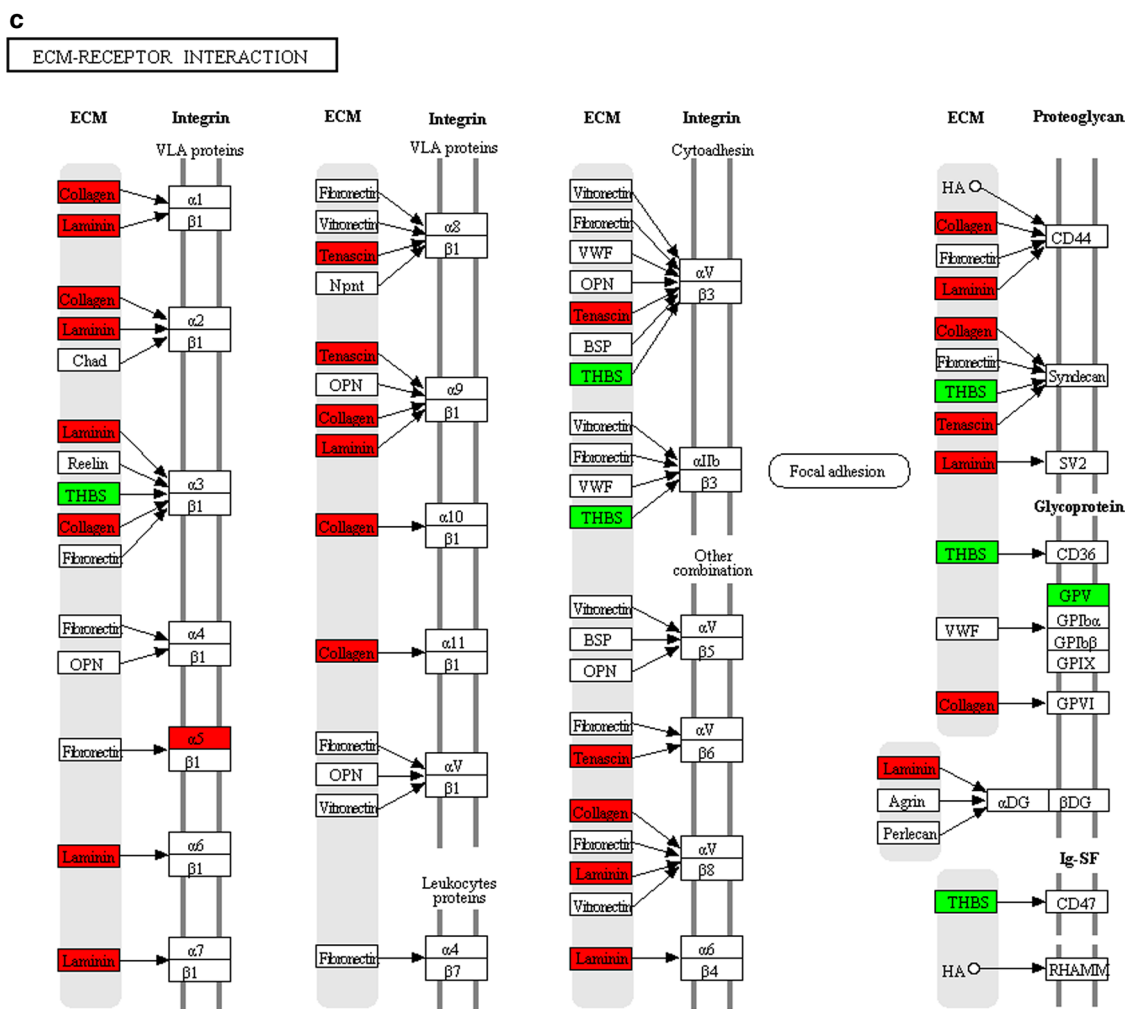 c
ECM-RECEPTOR INTERACTION
ECM
Integrin
VLA proteins
Collagen
Laminin
α1
β1
Collagen
Laminin
Chad
α2
β1
Laminin
Reelin
THBS
Collagen
Fibronectin
α3
β1
Fibronectin
OPN
α4
β1
Fibronectin
α5
β1
Laminin
α6
β1
Laminin
α7
β1
ECM
Integrin
VLA proteins
Fibronectin
Vitronectin
Tenascin
Npnt
α8
β1
Tenascin
OPN
Collagen
Laminin
α9
β1
Collagen
α10
β1
Collagen
α11
β1
Fibronectin
OPN
Vitronectin
αV
β1
Leukocytes
proteins
Fibronectin
α4
β7
ECM
Integrin
Cytoadhesin
Vitronectin
Fibronectin
VWF
OPN
Tenascin
BSP
THBS
αV
β3
Vitronectin
Fibronectin
VWF
THBS
αIIb
β3
Other
combination
Vitronectin
BSP
OPN
αV
β5
Fibronectin
Tenascin
αV
β6
Collagen
Fibronectin
Laminin
Vitronectin
αV
β8
Laminin
α6
β4
Focal adhesion
ECM
Proteoglycan
HA
Collagen
Fibronectin
Laminin
CD44
Collagen
Fibronectin
THBS
Tenascin
Syndecan
Laminin
SV2
Glycoprotein
THBS
CD36
VWF
GPV
GPIbα
GPIbβ
GPIX
Collagen
GPVI
Laminin
Agrin
Perlecan
αDG
βDG
Ig-SF
THBS
CD47
HA
RHAMM